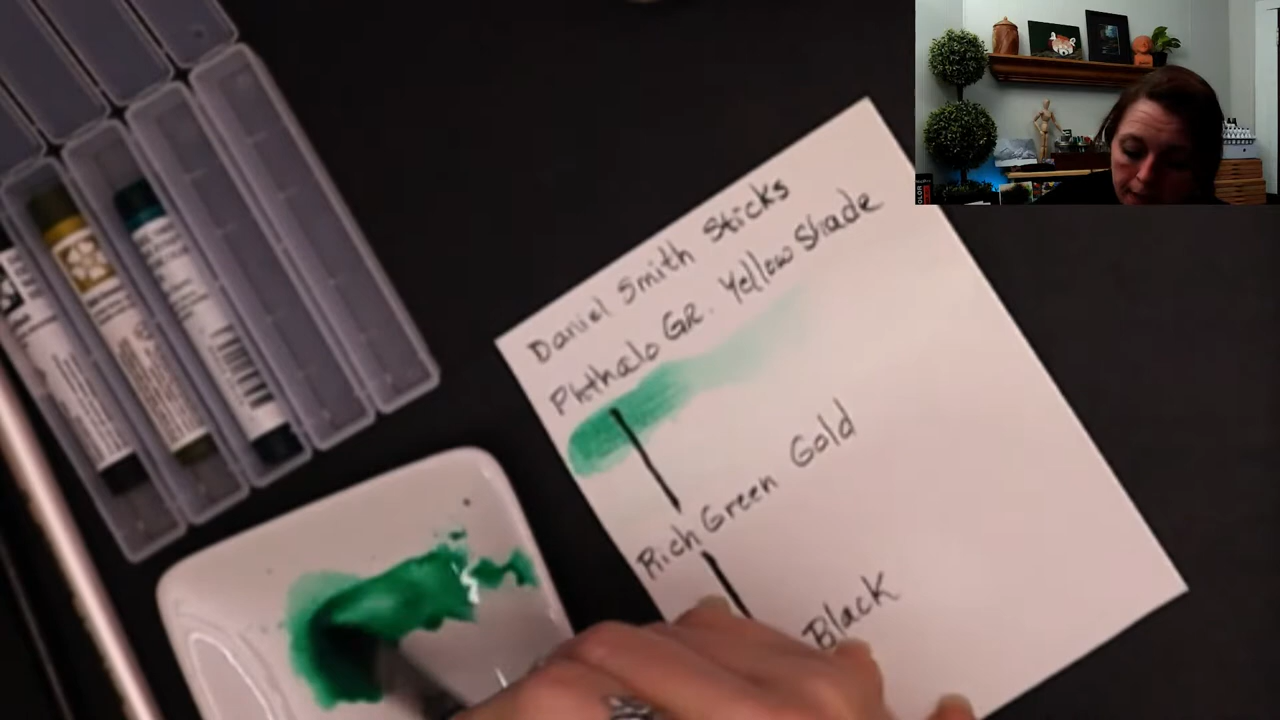 Daniel Smith Sticks
Phthalo GR. Yellow Shade
Rich Green Gold
Black